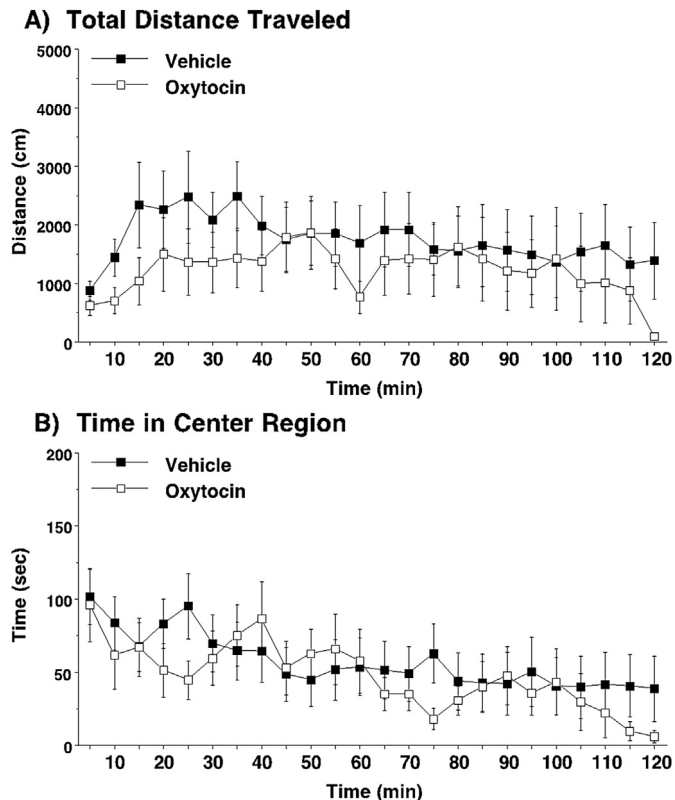 A) Total Distance Traveled
5000
4000
3000
2000
1000
0
Distance (cm)
Vehicle
Oxytocin
10 20 30 40 50 60 70 80 90 100 110 120
Time (min)
B) Time in Center Region
200
150
100
50
0
Time (sec)
Vehicle
Oxytocin
10 20 30 40 50 60 70 80 90 100 110 120
Time (min)